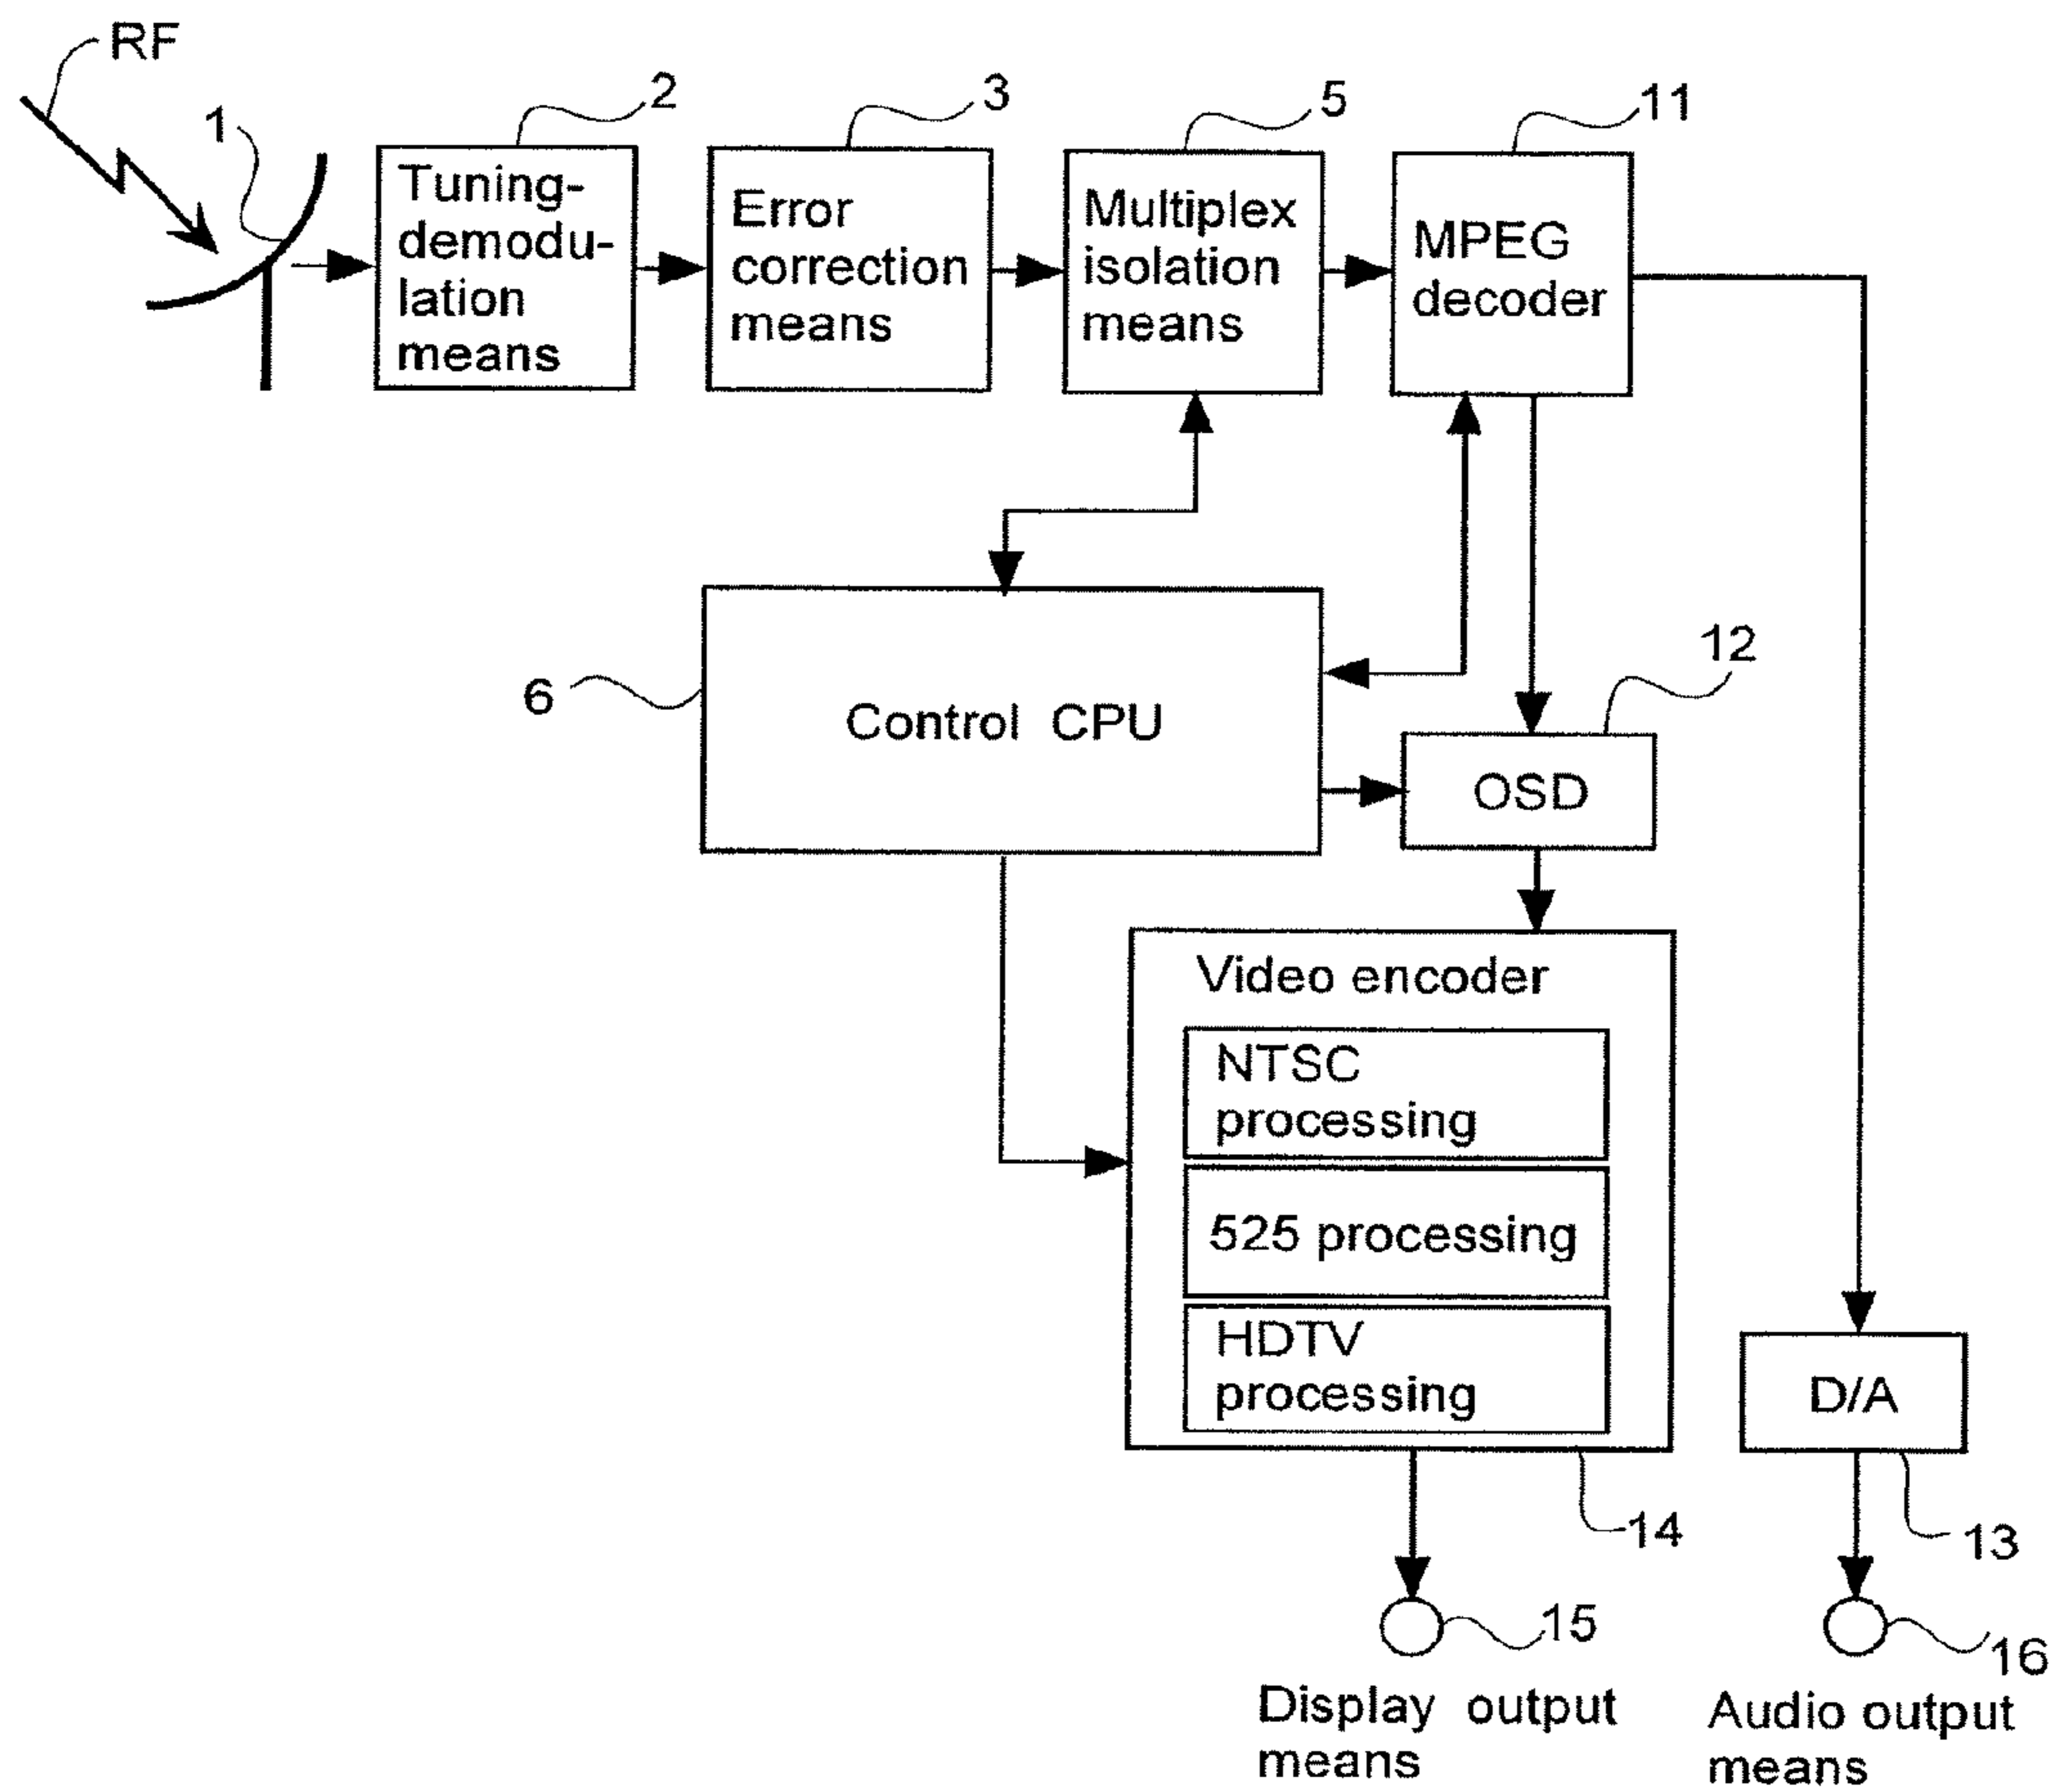 RF
1
2
3
5
11
Tuning-
demodu-
lation
means
Error
correction
means
Multiplex
isolation
means
MPEG
decoder
6
Control CPU
12
OSD
Video encoder
NTSC
processing
525 processing
HDTV
processing
D/A
14
13
15
16
Display output
means
Audio output
means